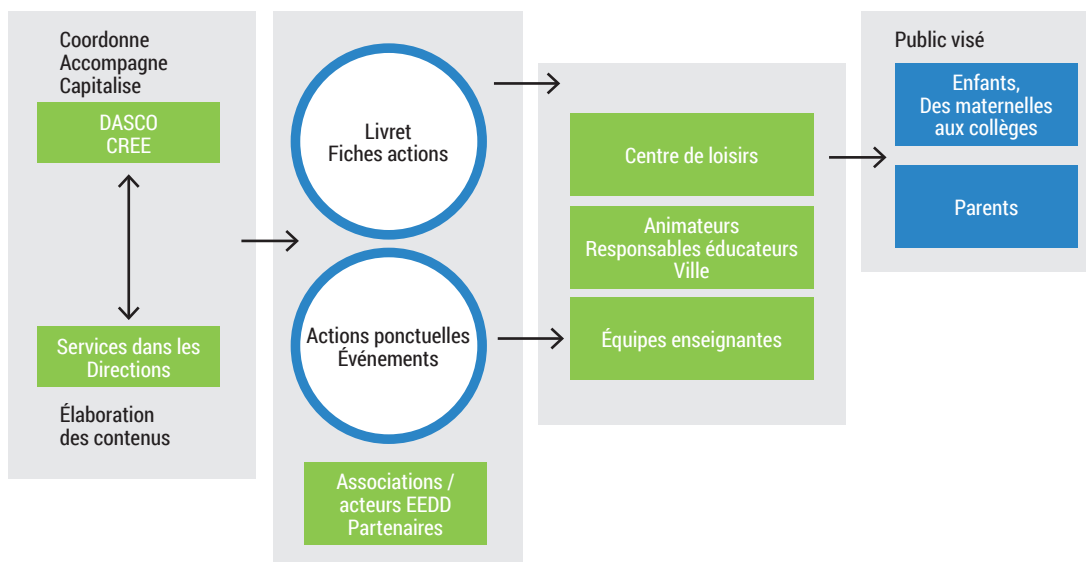 Coordonne
Accompagne
Capitalise
DASCO
CREE
Services dans les
Directions
Élaboration
des contenus
Livret
Fiches actions
Actions ponctuelles
Événements
Associations /
acteurs EEDD
Partenaires
Centre de loisirs
Animateurs
Responsables éducateurs
Ville
Équipes enseignantes
Public visé
Enfants,
Des maternelles
aux collèges
Parents